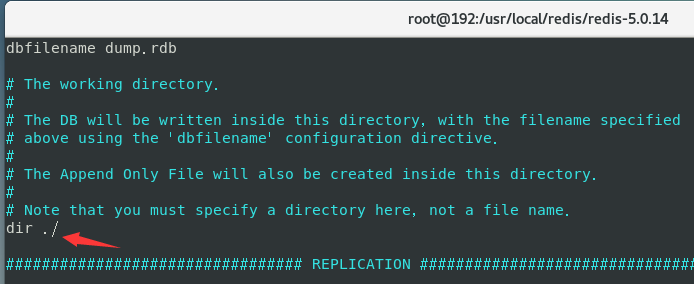 root@192:/usr/local/redis/redis-5.0.14
dbfilename dump.rdb
# The working directory.
#
# The DB will be written inside this directory, with the filename specified
# above using the 'dbfilename' configuration directive.
#
# The Append Only File will also be created inside this directory.
#
# Note that you must specify a directory here, not a file name.
dir ./
################################# REPLICATION ###############################